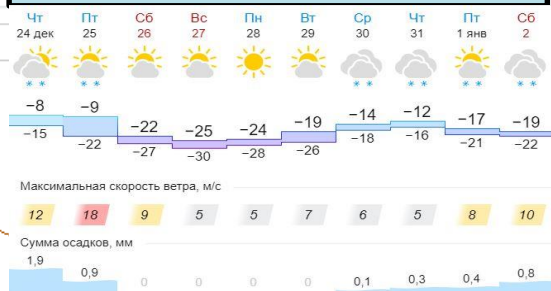 Чт Пт Сб Вс Пн Вт Ср Чт Пт Сб
24 дек 25 26 27 28 29 30 31 1 янв 2
−8 −9 −22 −25 −24 −19 −14 −12 −17 −19
−15 −22 −27 −30 −28 −26 −18 −16 −21 −22
Максимальная скорость ветра, м/с
12 18 9 5 5 7 6 5 8 10
Сумма осадков, мм
1,9 0,9 0 0 0 0 0,1 0,3 0,4 0,8